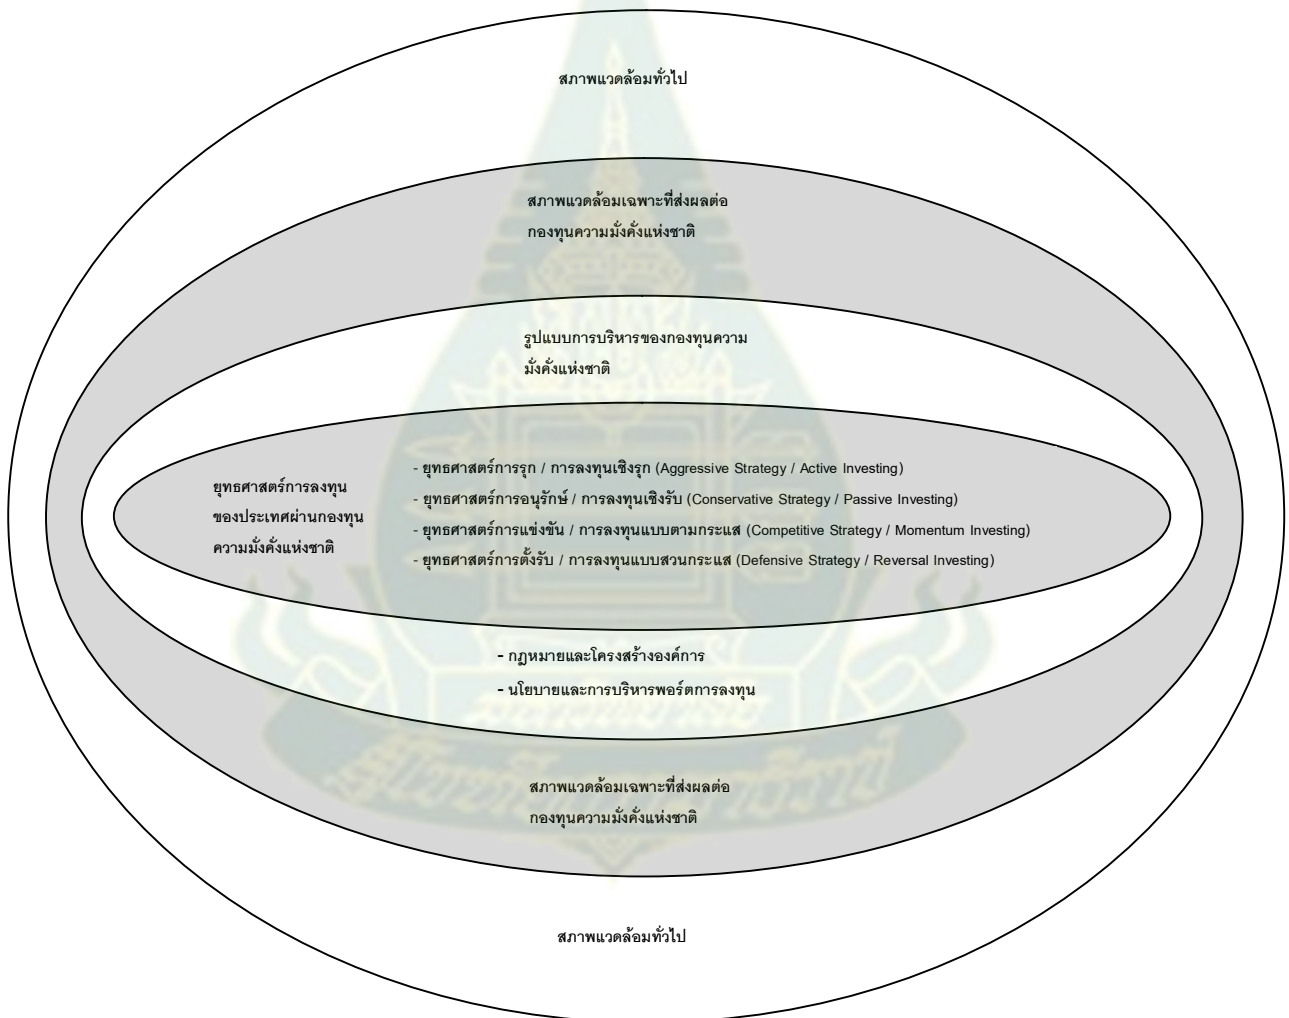 สภาพแวดล้อมทั่วไป
สภาพแวดล้อมเฉพาะที่ส่งผลต่อ
กองทุนความมั่งคั่งแห่งชาติ
รูปแบบการบริหารของกองทุนความ
มั่งคั่งแห่งชาติ
ยุทธศาสตร์การลงทุน
ของประเทศผ่านกองทุน
ความมั่งคั่งแห่งชาติ
- ยุทธศาสตร์การรุก / การลงทุนเชิงรุก (Aggressive Strategy / Active Investing)
- ยุทธศาสตร์การอนุรักษ์ / การลงทุนเชิงรับ (Conservative Strategy / Passive Investing)
- ยุทธศาสตร์การแข่งขัน / การลงทุนแบบตามกระแส (Competitive Strategy / Momentum Investing)
- ยุทธศาสตร์การตั้งรับ / การลงทุนแบบสวนกระแส (Defensive Strategy / Reversal Investing)
- กฎหมายและโครงสร้างองค์การ
- นโยบายและการบริหารพอร์ตการลงทุน
สภาพแวดล้อมเฉพาะที่ส่งผลต่อ
กองทุนความมั่งคั่งแห่งชาติ
สภาพแวดล้อมทั่วไป